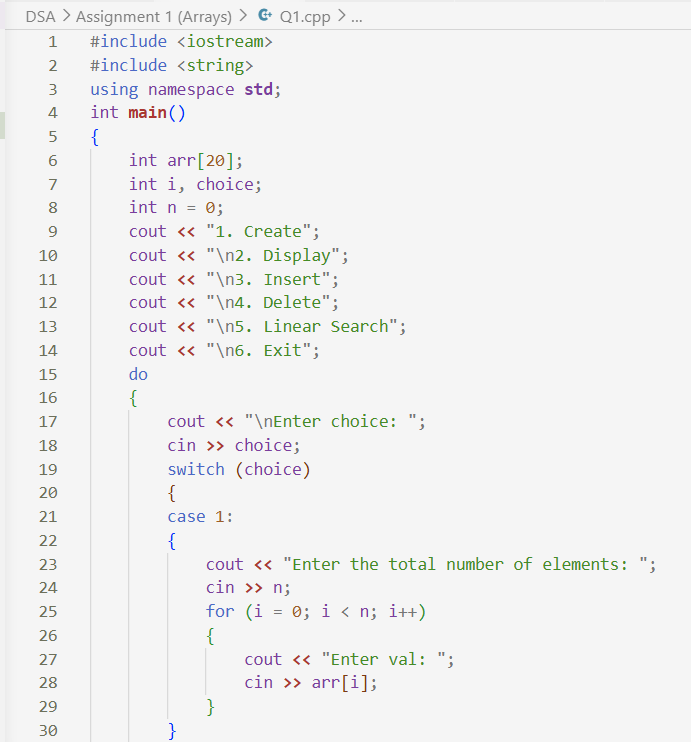 DSA > Assignment 1 (Arrays) > Q1.cpp > ...
1 #include <iostream>
2 #include <string>
3 using namespace std;
4 int main()
5 {
6 int arr[20];
7 int i, choice;
8 int n = 0;
9 cout << "1. Create";
10 cout << "\n2. Display";
11 cout << "\n3. Insert";
12 cout << "\n4. Delete";
13 cout << "\n5. Linear Search";
14 cout << "\n6. Exit";
15 do
16 {
17 cout << "\nEnter choice: ";
18 cin >> choice;
19 switch (choice)
20 {
21 case 1:
22 {
23 cout << "Enter the total number of elements: ";
24 cin >> n;
25 for (i = 0; i < n; i++)
26 {
27 cout << "Enter val: ";
28 cin >> arr[i];
29 }
30 }